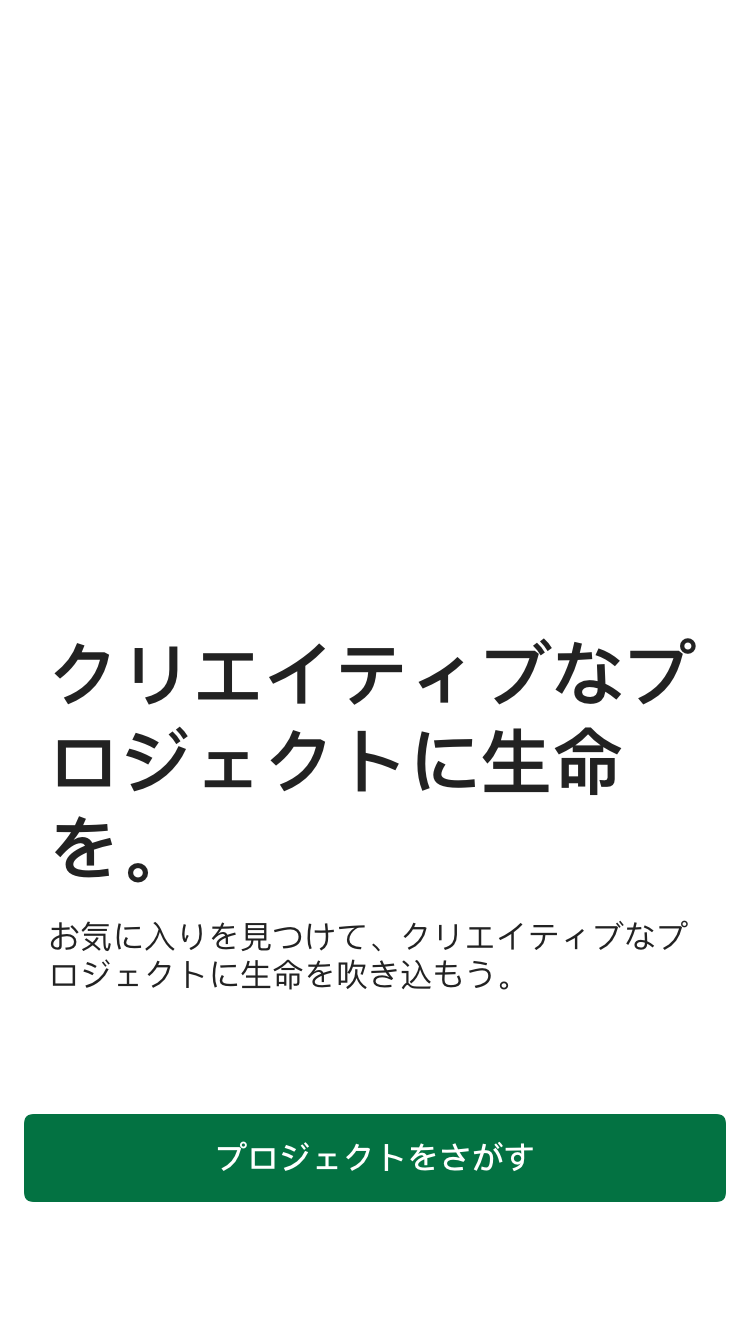 クリエイティブなプ
ロジェクトに生命
を。
お気に入りを見つけて、クリエイティブなプ
ロジェクトに生命を吹き込もう。
プロジェクトをさがす